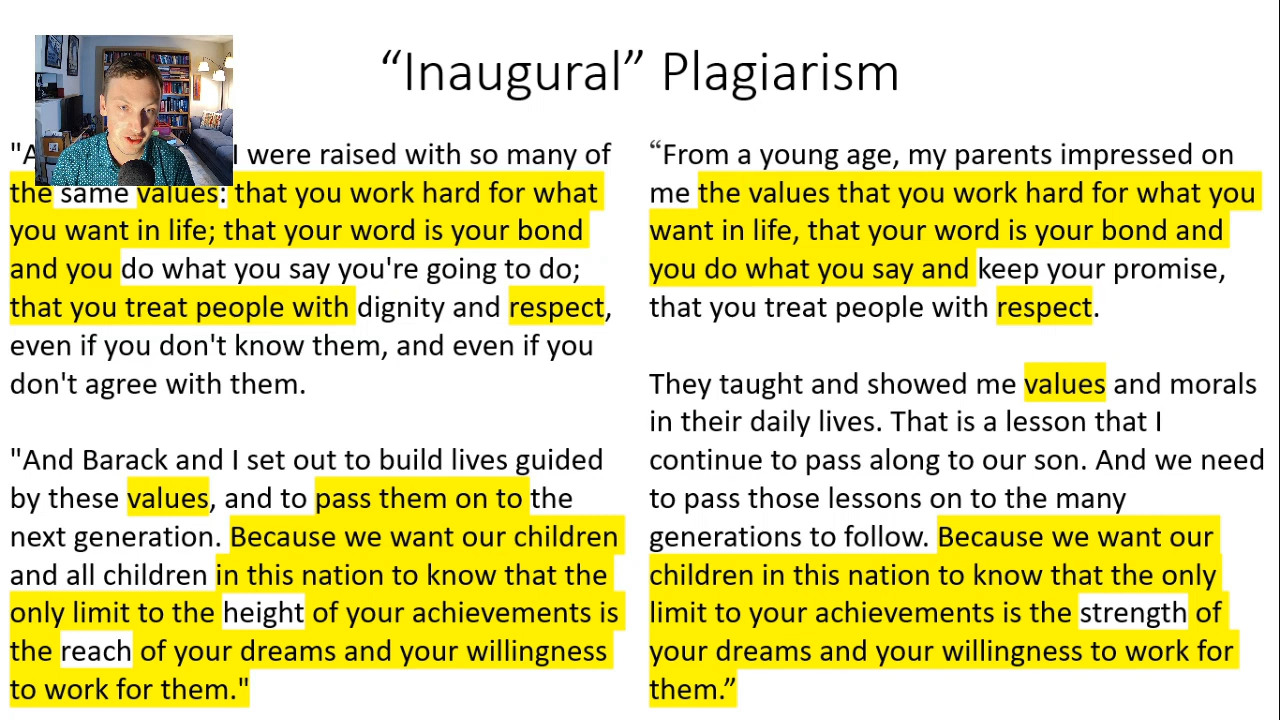 “Inaugural” Plagiarism
"A I were raised with so many of
the same values: that you work hard for what
you want in life; that your word is your bond
and you do what you say you're going to do;
that you treat people with dignity and respect,
even if you don't know them, and even if you
don't agree with them.
"And Barack and I set out to build lives guided
by these values, and to pass them on to the
next generation. Because we want our children
and all children in this nation to know that the
only limit to the height of your achievements is
the reach of your dreams and your willingness
to work for them."
“From a young age, my parents impressed on
me the values that you work hard for what you
want in life, that your word is your bond and
you do what you say and keep your promise,
that you treat people with respect.
They taught and showed me values and morals
in their daily lives. That is a lesson that I
continue to pass along to our son. And we need
to pass those lessons on to the many
generations to follow. Because we want our
children in this nation to know that the only
limit to your achievements is the strength of
your dreams and your willingness to work for
them.”